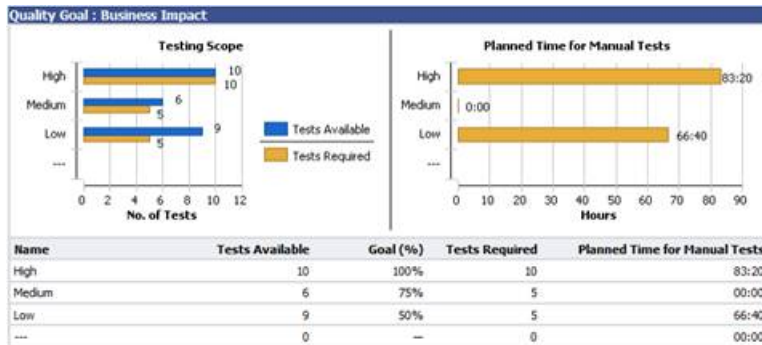 Quality Goal : Business Impact
Testing Scope
High
10
10
Medium
6
5
Low
9
5
---
0 2 4 6 8 10 12
No. of Tests
Tests Available
Tests Required
Planned Time for Manual Tests
High
83:20
Medium
0:00
Low
66:40
---
0 10 20 30 40 50 60 70 80 90
Hours
Name Tests Available Goal (%) Tests Required Planned Time for Manual Tests
High 10 100% 10 83:20
Medium 6 75% 5 00:00
Low 9 50% 5 66:40
--- 0 -- 0 00:00